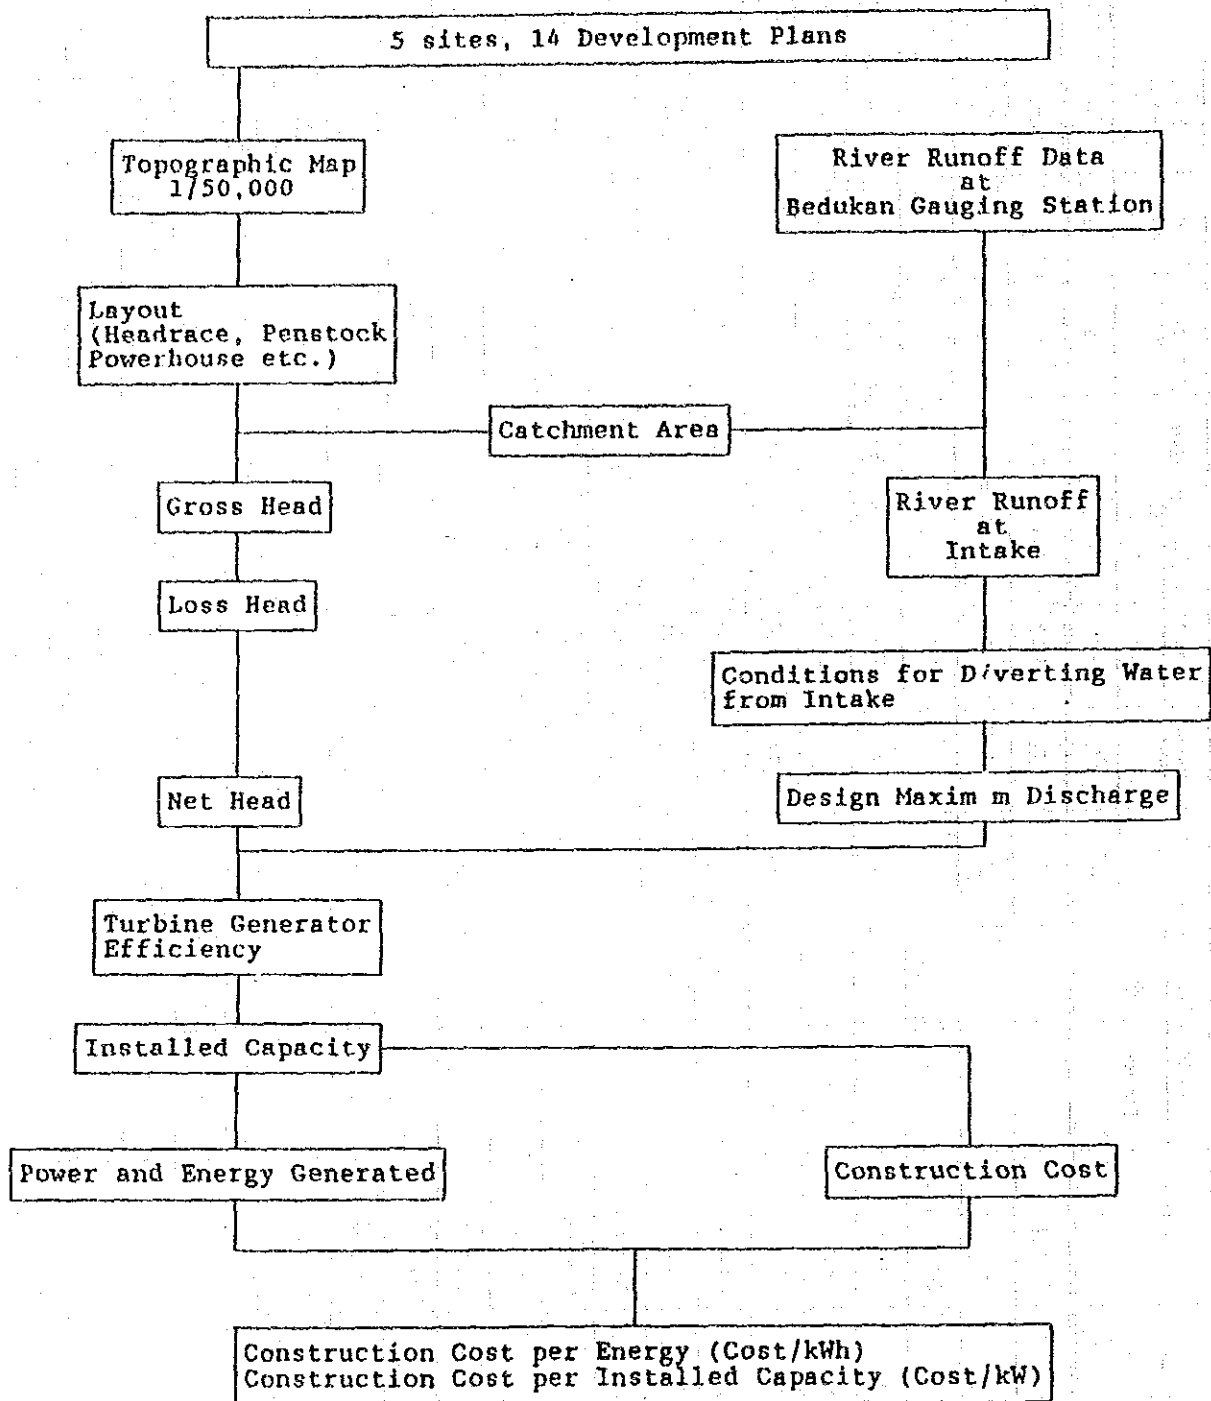 5 sites, 14 Development Plans
Topographic Map
1/50,000
River Runoff Data
at
Bedukan Gauging Station
Layout
(Headrace, Penstock
Powerhouse etc.)
Catchment Area
Gross Head
River Runoff
at
Intake
Loss Head
Conditions for Diverting Water
from Intake
Net Head
Design Maxim m Discharge
Turbine Generator
Efficiency
Installed Capacity
Power and Energy Generated
Construction Cost
Construction Cost per Energy (Cost/kWh)
Construction Cost per Installed Capacity (Cost/kW)